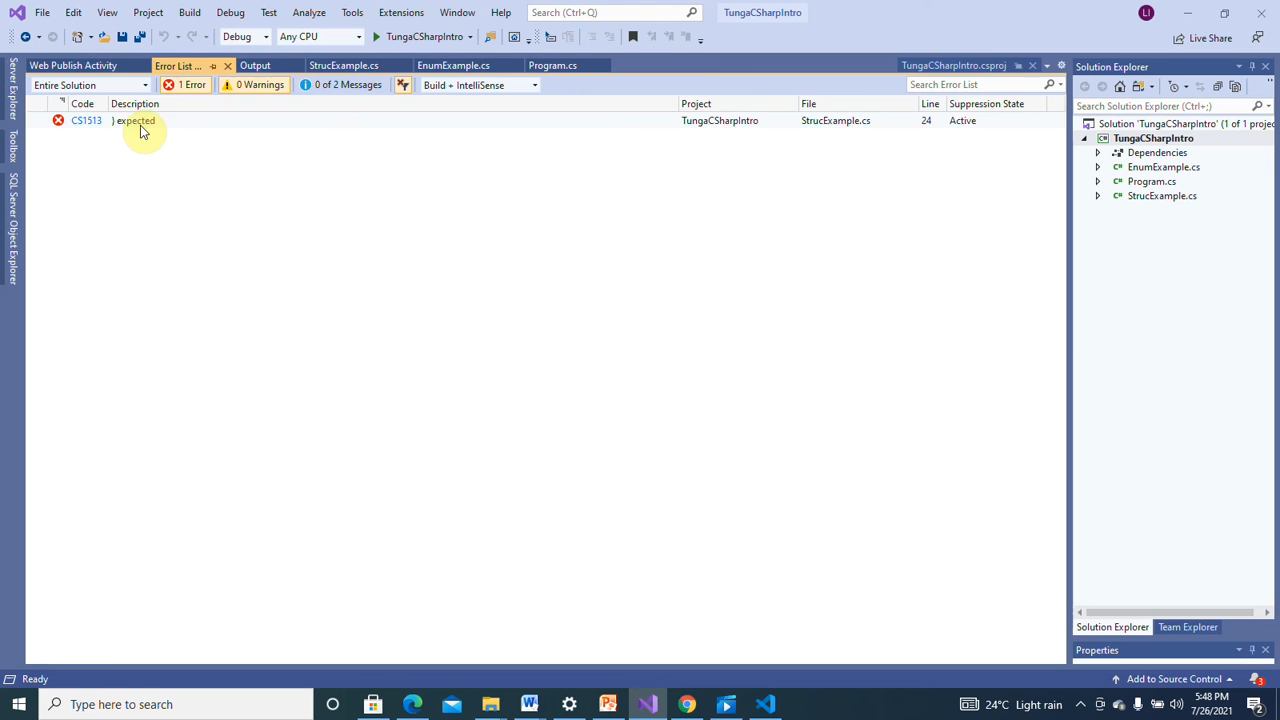 File Edit View Project Build Debug Test Analyze Tools Extensions Window Help Search (Ctrl+Q) TungaCSharpIntro LI
Debug Any CPU TungaCSharpIntro Live Share
Web Publish Activity Error List ... Output StrucExample.cs EnumExample.cs Program.cs TungaCSharpIntro.csproj Solution Explorer
Entire Solution 1 Error 0 Warnings 0 of 2 Messages Build + IntelliSense Search Error List
Code Description Project File Line Suppression State
CS1513 } expected TungaCSharpIntro StrucExample.cs 24 Active
Server Explorer
Toolbox
SQL Server Object Explorer
Search Solution Explorer (Ctrl+;)
Solution 'TungaCSharpIntro' (1 of 1 projec
TungaCSharpIntro
Dependencies
C# EnumExample.cs
C# Program.cs
C# StrucExample.cs
Solution Explorer Team Explorer
Properties
Ready Add to Source Control 3
Type here to search 24°C Light rain 5:48 PM
7/26/2021 2